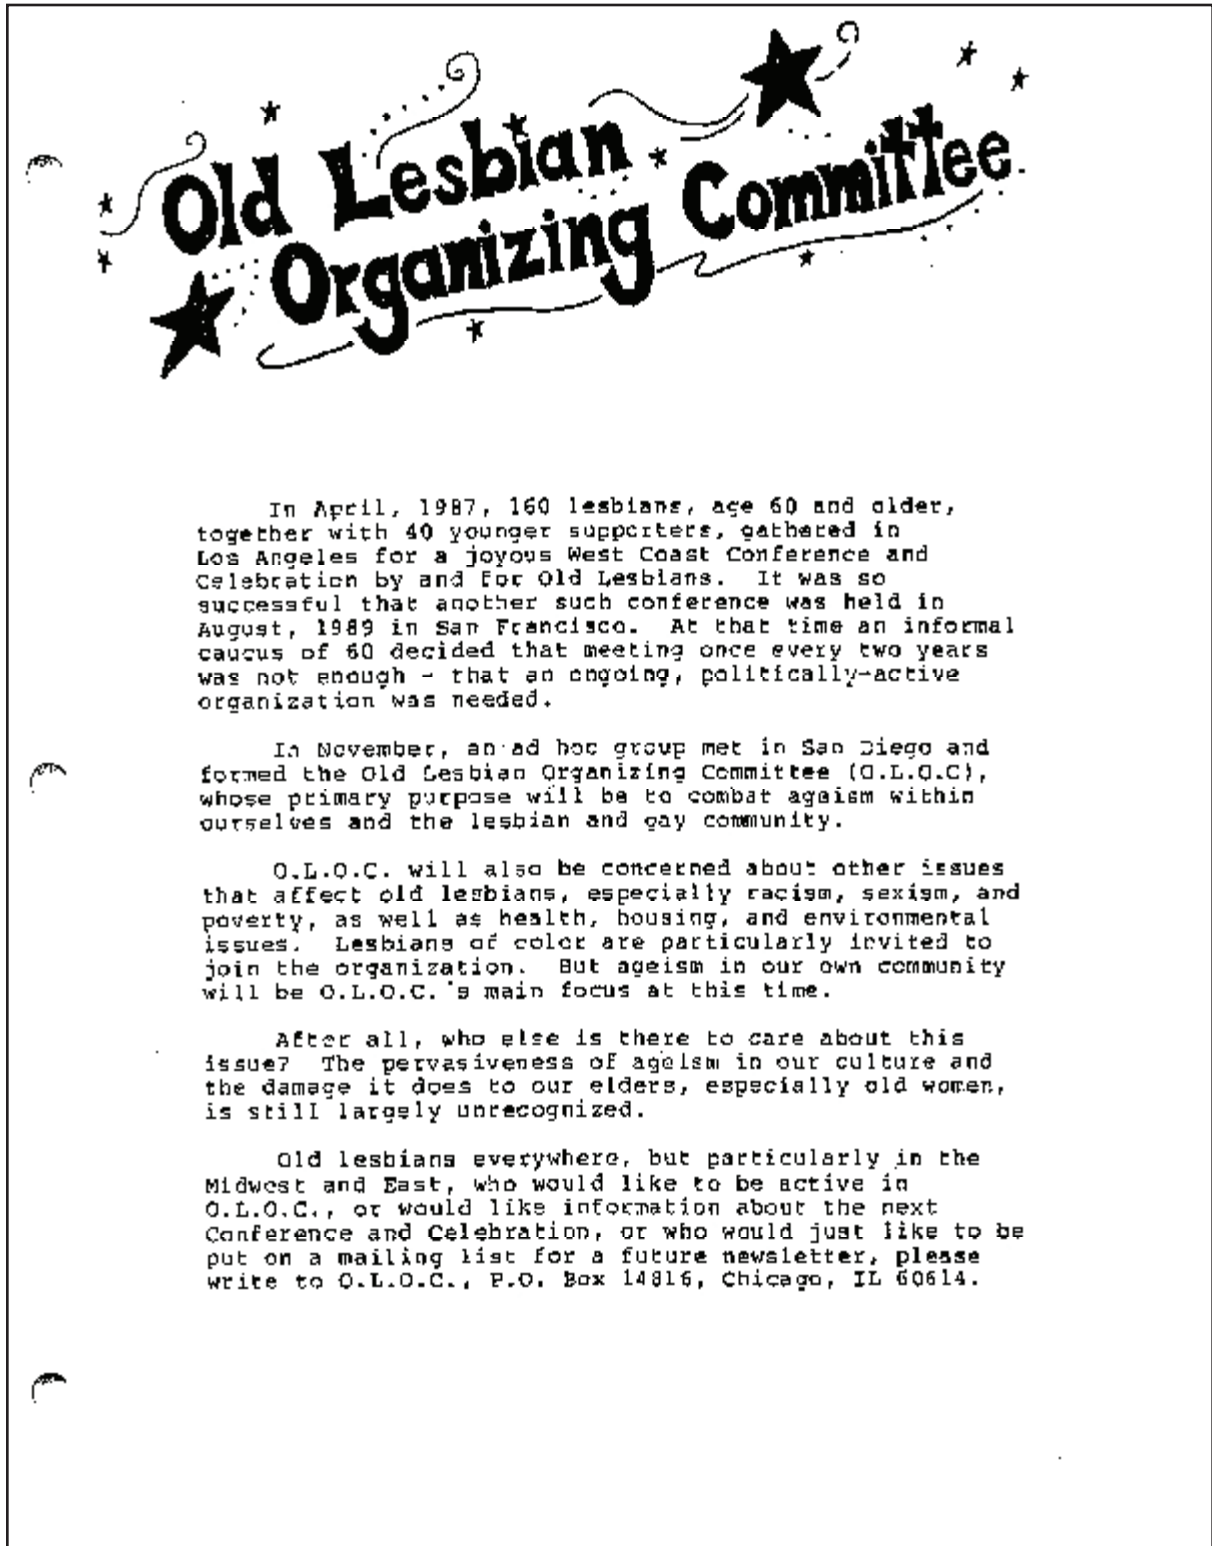 Old Lesbian
Organizing Committee
In April, 1987, 160 lesbians, age 60 and older,
together with 40 younger supporters, gathered in
Los Angeles for a joyous West Coast Conference and
Celebration by and for Old Lesbians. It was so
successful that another such conference was held in
August, 1989 in San Francisco. At that time an informal
caucus of 60 decided that meeting once every two years
was not enough - that an ongoing, politically-active
organization was needed.
In November, an ad hoc group met in San Diego and
formed the Old Lesbian Organizing Committee (O.L.O.C),
whose primary purpose will be to combat ageism within
ourselves and the lesbian and gay community.
O.L.O.C. will also be concerned about other issues
that affect old lesbians, especially racism, sexism, and
poverty, as well as health, housing, and environmental
issues. Lesbians of color are particularly invited to
join the organization. But ageism in our own community
will be O.L.O.C.'s main focus at this time.
After all, who else is there to care about this
issue? The pervasiveness of ageism in our culture and
the damage it does to our elders, especially old women,
is still largely unrecognized.
Old lesbians everywhere, but particularly in the
Midwest and East, who would like to be active in
O.L.O.C., or would like information about the next
Conference and Celebration, or who would just like to be
put on a mailing list for a future newsletter, please
write to O.L.O.C., P.O. Box 14816, Chicago, IL 60614.